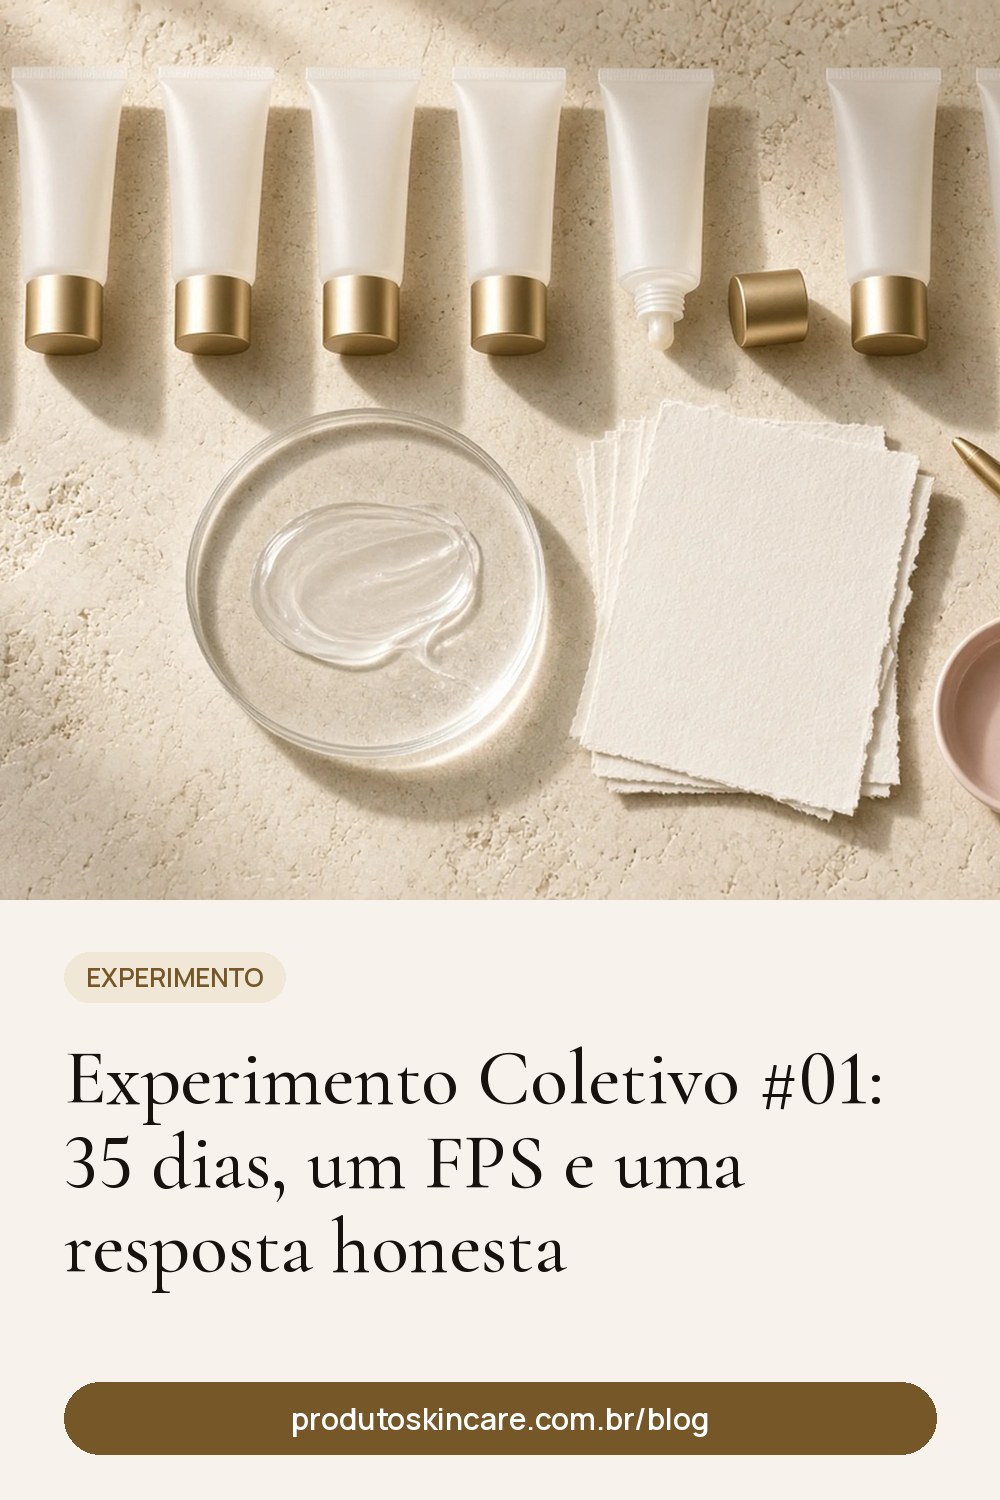 EXPERIMENTO
Experimento Coletivo #01:
35 dias, um FPS e uma
resposta honesta
produtoskincare.com.br/blog